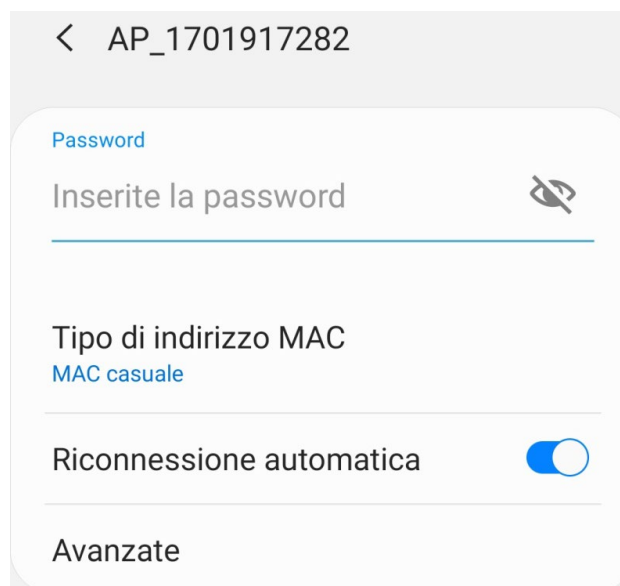 AP_1701917282
Password
Inserite la password
Tipo di indirizzo MAC
MAC casuale
Riconnessione automatica
Avanzate